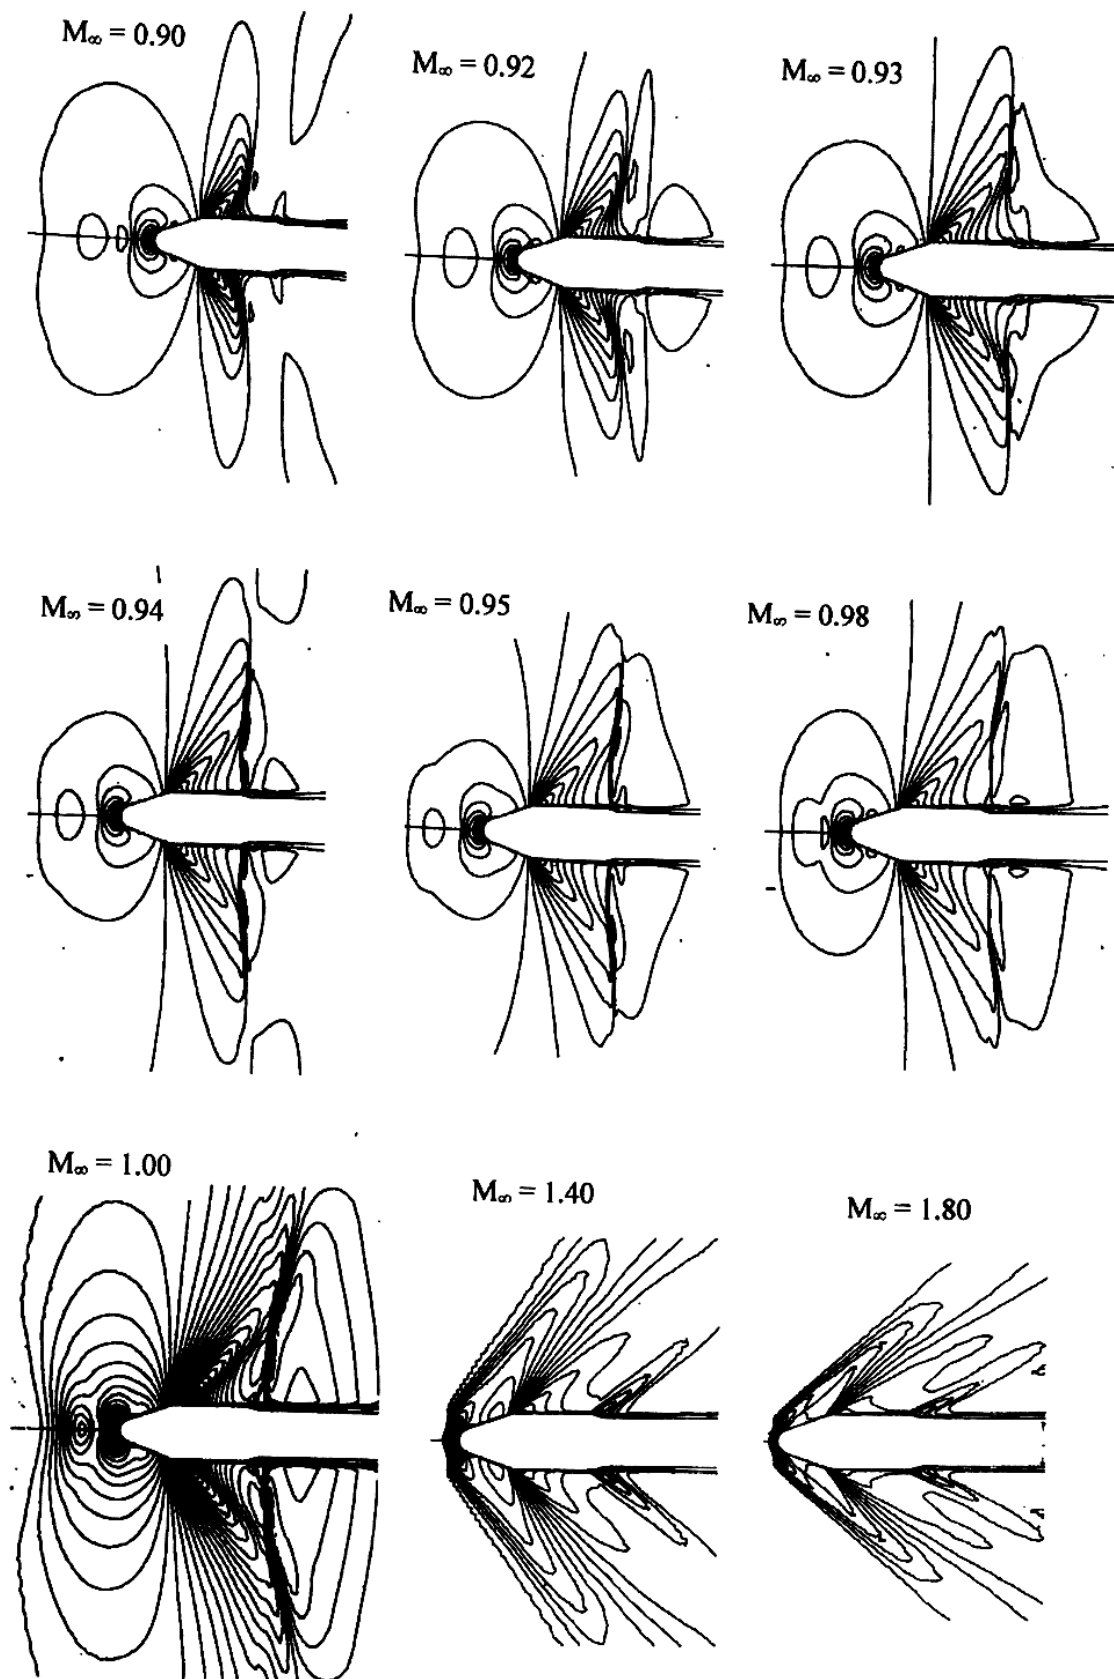 M∞ = 0.90
M∞ = 0.92
M∞ = 0.93
M∞ = 0.94
M∞ = 0.95
M∞ = 0.98
M∞ = 1.00
M∞ = 1.40
M∞ = 1.80